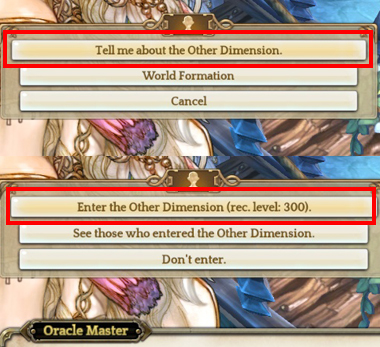 Tell me about the Other Dimension.
World Formation
Cancel
Enter the Other Dimension (rec. level: 300).
See those who entered the Other Dimension.
Don't enter.
Oracle Master